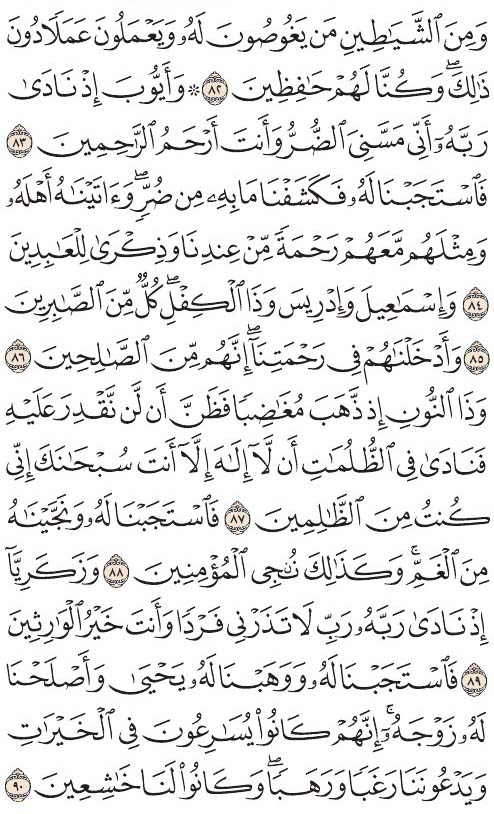 وَمِنَ ٱلشَّيَٰطِينِ مَن يَغُوصُونَ لَهُۥ وَيَعْمَلُونَ عَمَلًا دُونَ
ذَٰلِكَۖ وَكُنَّا لَهُمْ حَٰفِظِينَ ٨٢ ۞ وَأَيُّوبَ إِذْ نَادَىٰ
رَبَّهُۥٓ أَنِّي مَسَّنِيَ ٱلضُّرُّ وَأَنتَ أَرْحَمُ ٱلرَّٰحِمِينَ ٨٣
فَٱسْتَجَبْنَا لَهُۥ فَكَشَفْنَا مَا بِهِۦ مِن ضُرّٖۖ وَءَاتَيْنَٰهُ أَهْلَهُۥ
وَمِثْلَهُم مَّعَهُمْ رَحْمَةٗ مِّنْ عِندِنَا وَذِكْرَىٰ لِلْعَٰبِدِينَ
٨٤ وَإِسْمَٰعِيلَ وَإِدْرِيسَ وَذَا ٱلْكِفْلِۖ كُلّٞ مِّنَ ٱلصَّٰبِرِينَ
٨٥ وَأَدْخَلْنَٰهُمْ فِي رَحْمَتِنَآۖ إِنَّهُم مِّنَ ٱلصَّٰلِحِينَ ٨٦
وَذَا ٱلنُّونِ إِذ ذَّهَبَ مُغَٰضِبٗا فَظَنَّ أَن لَّن نَّقْدِرَ عَلَيْهِ
فَنَادَىٰ فِي ٱلظُّلُمَٰتِ أَن لَّآ إِلَٰهَ إِلَّآ أَنتَ سُبْحَٰنَكَ إِنِّي
كُنتُ مِنَ ٱلظَّٰلِمِينَ ٨٧ فَٱسْتَجَبْنَا لَهُۥ وَنَجَّيْنَٰهُ
مِنَ ٱلْغَمِّۚ وَكَذَٰلِكَ نُـۨجِي ٱلْمُؤْمِنِينَ ٨٨ وَزَكَرِيَّآ
إِذْ نَادَىٰ رَبَّهُۥ رَبِّ لَا تَذَرْنِي فَرْدٗا وَأَنتَ خَيْرُ ٱلْوَٰرِثِينَ
٨٩ فَٱسْتَجَبْنَا لَهُۥ وَوَهَبْنَا لَهُۥ يَحْيَىٰ وَأَصْلَحْنَا
لَهُۥ زَوْجَهُۥٓۚ إِنَّهُمْ كَانُوا۟ يُسَٰرِعُونَ فِي ٱلْخَيْرَٰتِ
وَيَدْعُونَنَا رَغَبٗا وَرَهَبٗاۖ وَكَانُوا۟ لَنَا خَٰشِعِينَ ٩٠